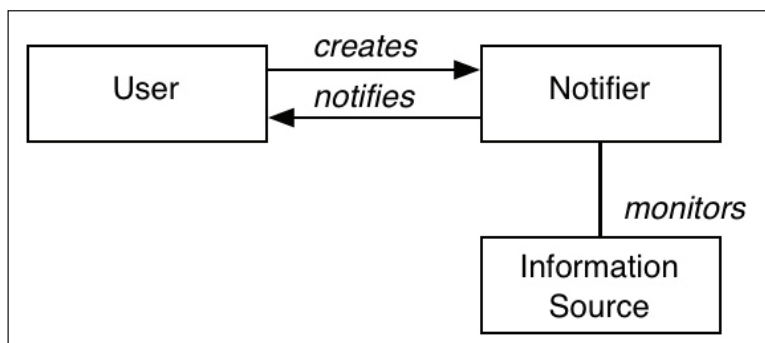 creates
User
Notifier
notifies
monitors
Information
Source